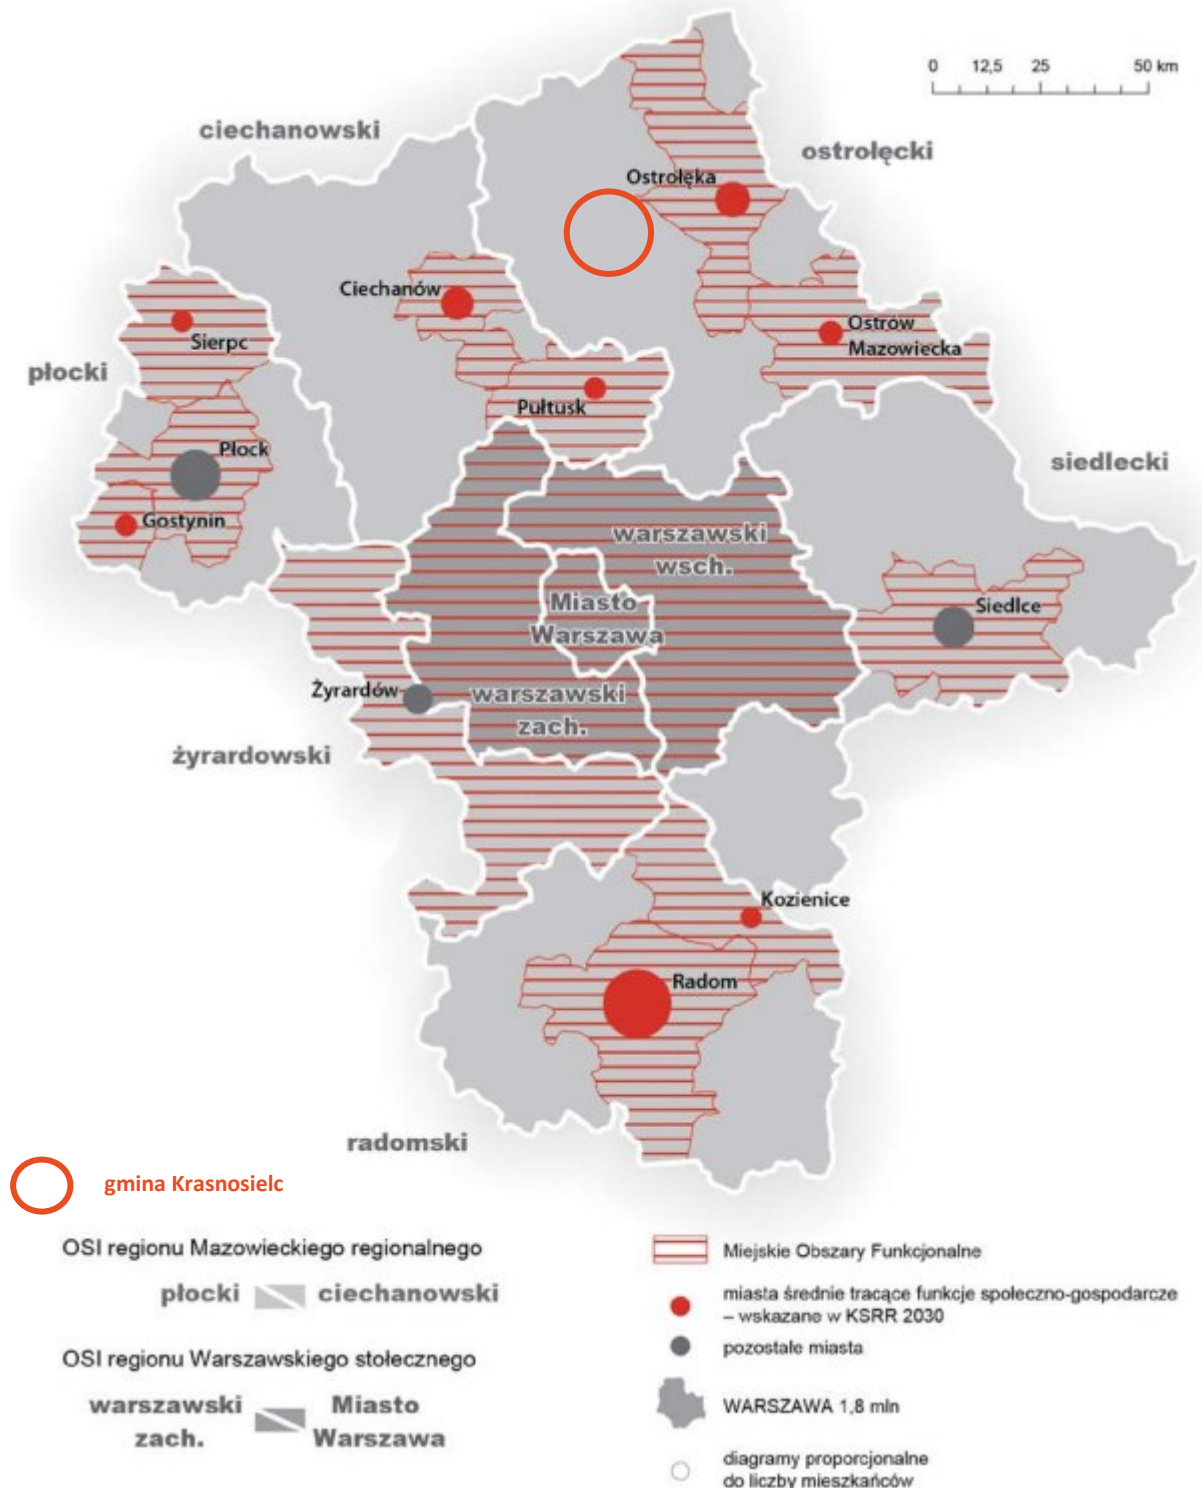 0 12,5 25 50 km
ciechanowski
ostrołęcki
Ostrołęka
Ciechanów
Sierpc
Ostrów
Mazowiecka
płocki
Pułtusk
Płock
siedlecki
Gostynin
warszawski
wsch.
Miasto
Warszawa
Siedlce
Żyrardów
warszawski
zach.
żyrardowski
Kozienice
Radom
radomski
gmina Krasnosielc
OSI regionu Mazowieckiego regionalnego
płocki ciechanowski
OSI regionu Warszawskiego stołecznego
warszawski Miasto
zach. Warszawa
Miejskie Obszary Funkcjonalne
miasta średnie tracące funkcje społeczno-gospodarcze
– wskazane w KSRR 2030
pozostałe miasta
WARSZAWA 1,8 mln
diagramy proporcjonalne
do liczby mieszkańców